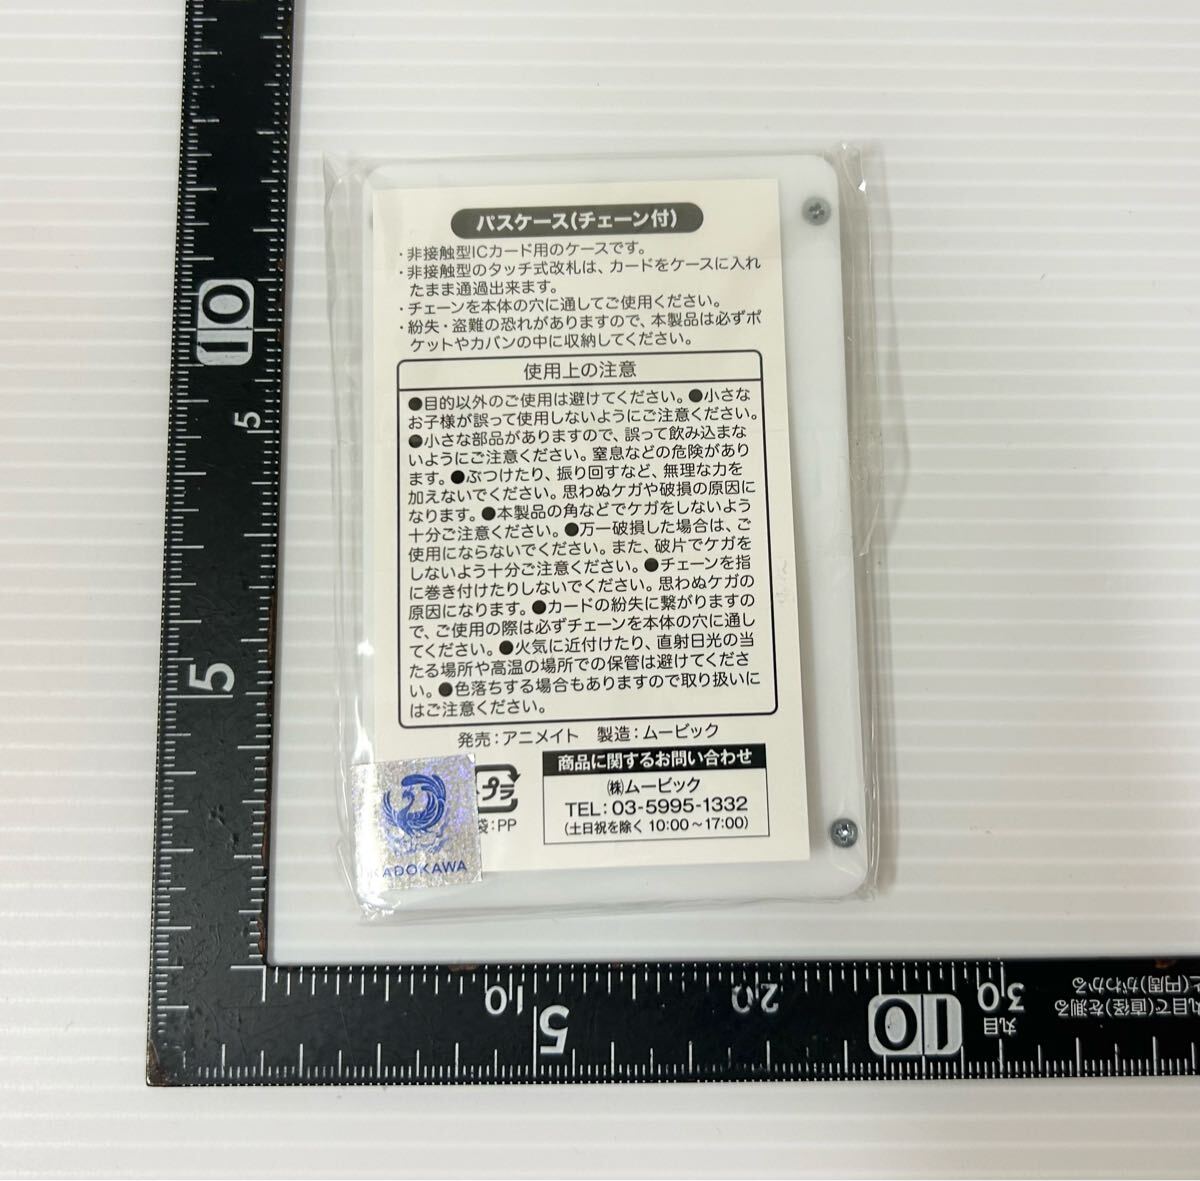 パスケース(チェーン付)
・非接触型ICカード用のケースです。
・非接触型のタッチ式改札は、カードをケースに入れ
たまま通過出来ます。
・チェーンを本体の穴に通してご使用ください。
・紛失・盗難の恐れがありますので、本製品は必ずポ
ケットやカバンの中に収納してください。
使用上の注意
●目的以外のご使用は避けてください。●小さな
お子様が誤って使用しないようにご注意ください。
●小さな部品がありますので、誤って飲み込まな
いようにご注意ください。窒息などの危険があり
ます。●ぶつけたり、振り回すなど、無理な力を
加えないでください。思わぬケガや破損の原因に
なります。●本製品の角などでケガをしないよう
十分ご注意ください。●万一破損した場合は、ご
使用にならないでください。また、破片でケガを
しないよう十分ご注意ください。●チェーンを指
に巻き付けたりしないでください。思わぬケガの
原因になります。●カードの紛失に繋がりますの
で、ご使用の際は必ずチェーンを本体の穴に通し
てください。●火気に近付けたり、直射日光の当
たる場所や高温の場所での保管は避けてくださ
い。●色落ちする場合もありますので取り扱いに
はご注意ください。
発売：アニメイト 製造：ムービック
商品に関するお問い合わせ
㈱ムービック
TEL：03-5995-1332
(土日祝を除く 10:00～17:00)
プラ
袋：PP
KADOKAWA
10
5
5
10
5
20
10
30
丸目
丸目で(直径)を測る
と(円周)がわかる